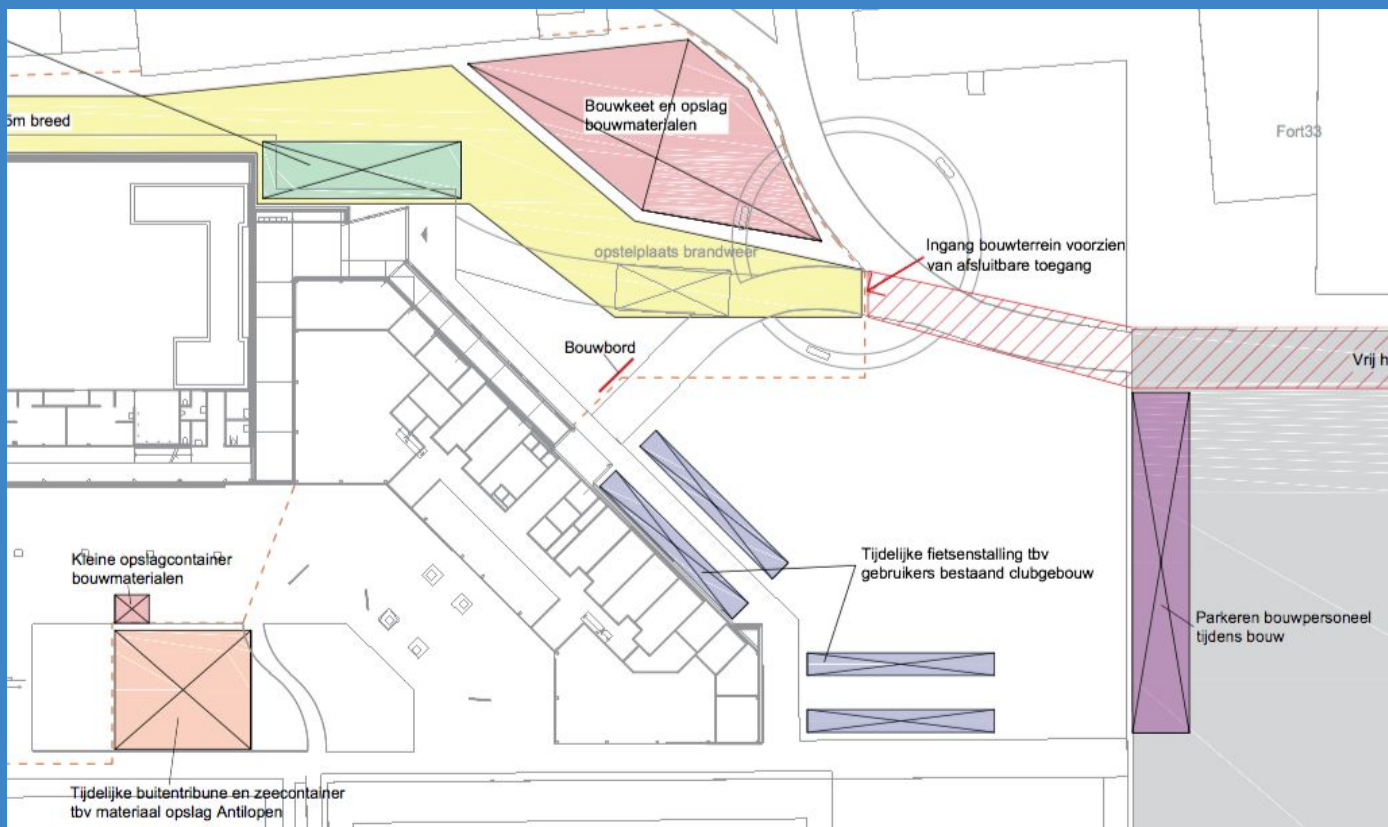 5m breed
Bouwkeet en opslag
bouwmaterialen
Fort33
opstelplaats brandweer
Ingang bouwterrein voorzien
van afsluitbare toegang
Bouwbord
Vrij h
Kleine opslagcontainer
bouwmaterialen
Tijdelijke fietsenstalling tbv
gebruikers bestaand clubgebouw
Parkeren bouwpersoneel
tijdens bouw
Tijdelijke buitentribune en zeecontainer
tbv materiaal opslag Antilopen